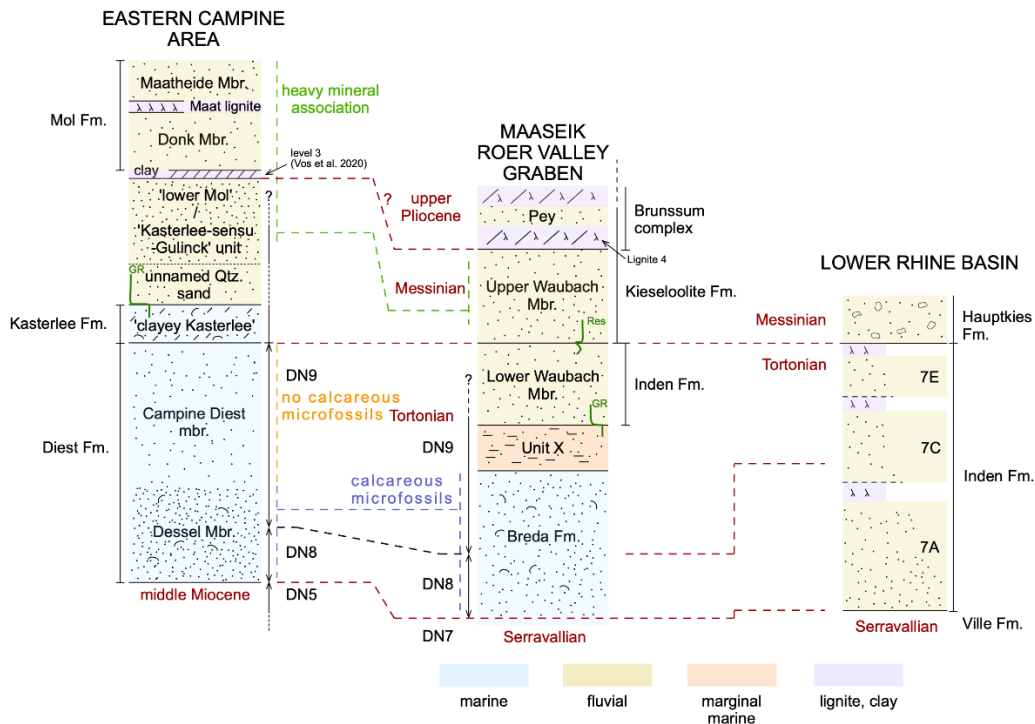 EASTERN CAMPINE
AREA
Maatheide Mbr.
Maat lignite
Mol Fm.
Donk Mbr.
clay
level 3
(Vos et al. 2020)
heavy mineral
association
'lower Mol'
/
'Kasterlee-sensu
-Gulinck' unit
?
GR
unnamed Qtz.
sand
Kasterlee Fm.
'clayey Kasterlee'
Diest Fm.
Campine Diest
mbr.
Dessel Mbr.
middle Miocene
DN9
no calcareous
microfossils
DN8
DN5
calcareous
microfossils
MAASEIK
ROER VALLEY
GRABEN
?
upper
Pliocene
Pey
Brunssum
complex
Lignite 4
Messinian
Upper Waubach
Mbr.
Kieseloolite Fm.
Res
Lower Waubach
Mbr.
Inden Fm.
?
Tortonian
GR
DN9
Unit X
Breda Fm.
DN8
DN7
Serravallian
LOWER RHINE BASIN
Messinian
Hauptkies
Fm.
Tortonian
7E
7C
Inden Fm.
7A
Serravallian
Ville Fm.
marine
fluvial
marginal
marine
lignite, clay